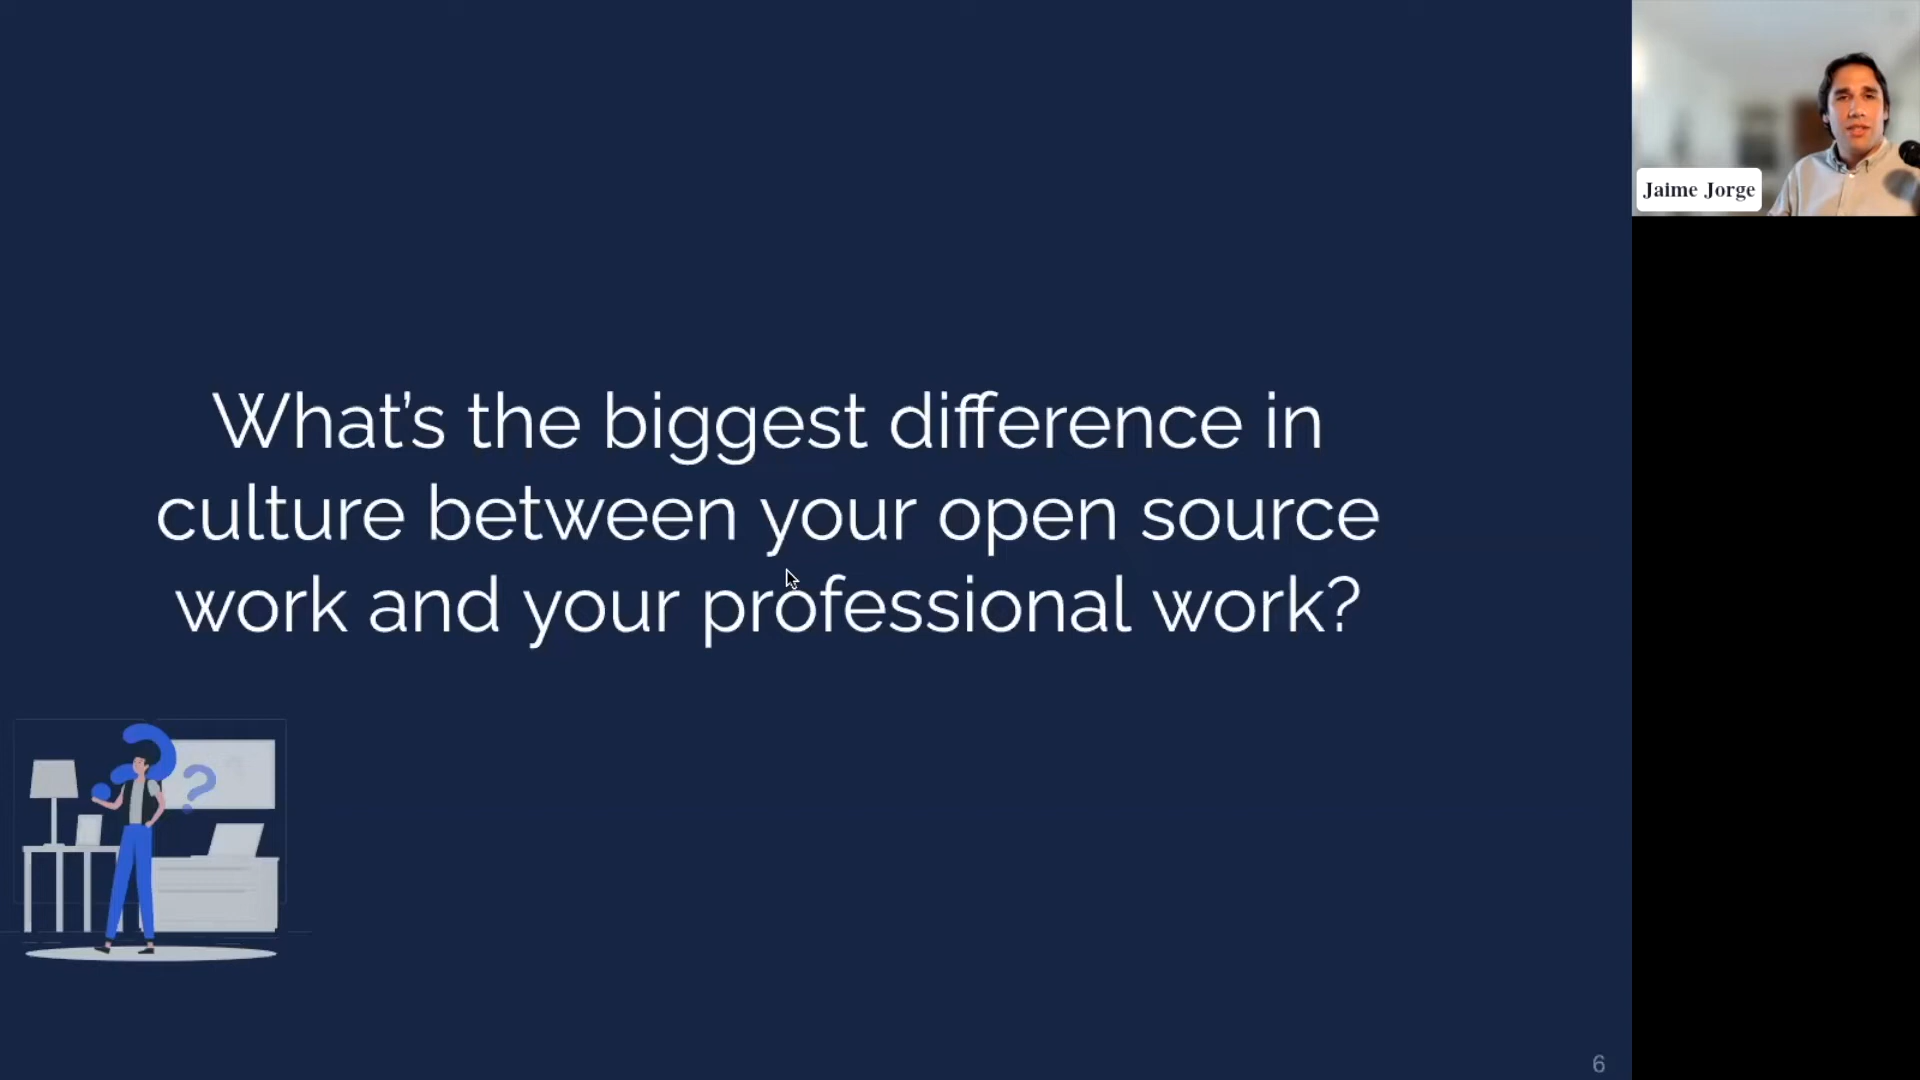 What's the biggest difference in
culture between your open source
work and your professional work?
Jaime Jorge
6